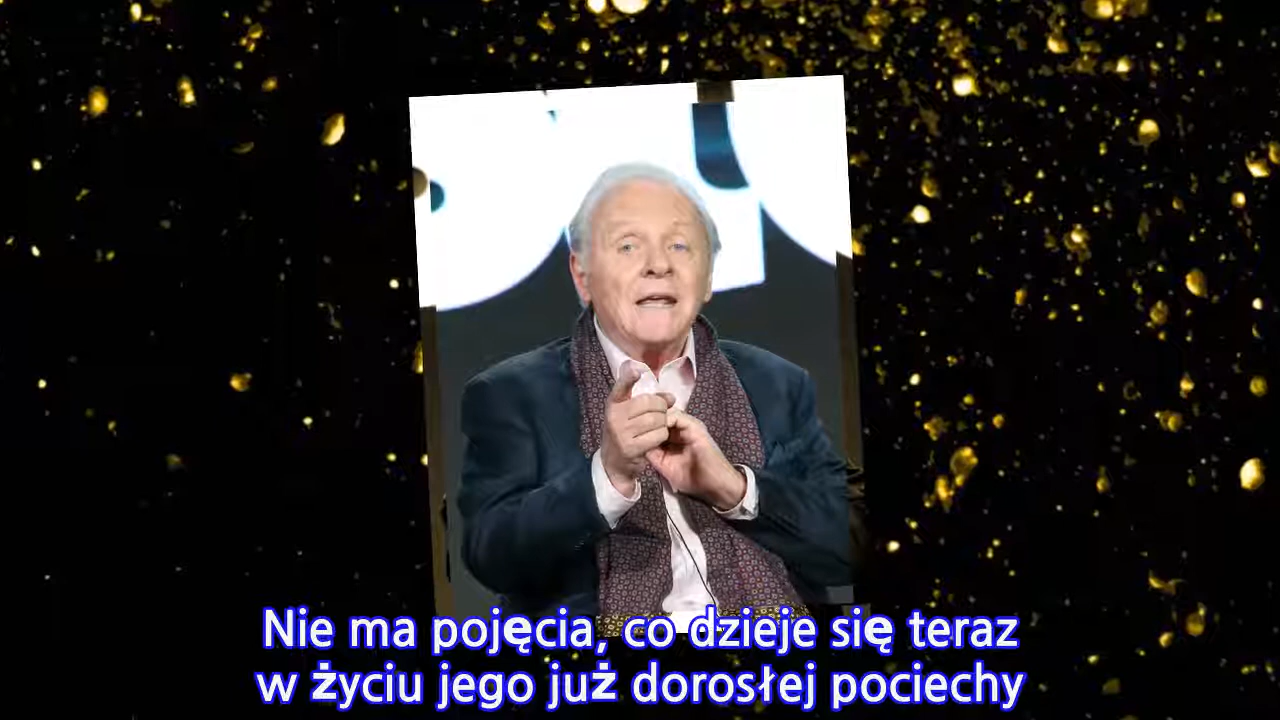 Nie ma pojęcia, co dzieje się teraz
w życiu jego już dorosłej pociechy